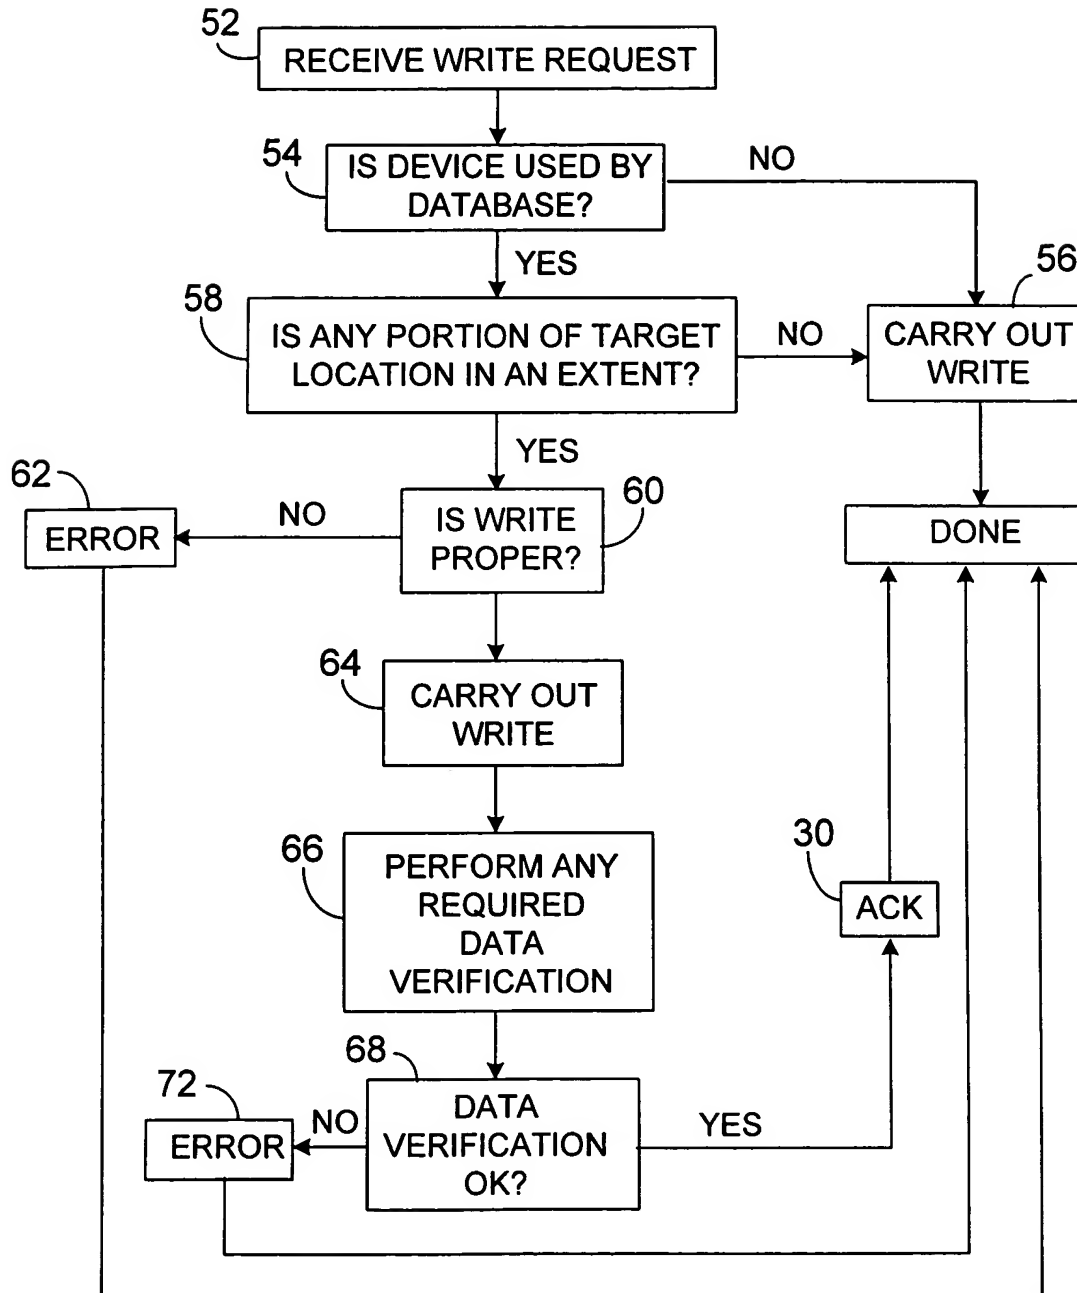 52
RECEIVE WRITE REQUEST
54
IS DEVICE USED BY
DATABASE?
NO
YES
56
58
IS ANY PORTION OF TARGET
LOCATION IN AN EXTENT?
NO
CARRY OUT
WRITE
YES
62
ERROR
NO
60
IS WRITE
PROPER?
DONE
64
CARRY OUT
WRITE
66
PERFORM ANY
REQUIRED
DATA
VERIFICATION
30
ACK
68
72
ERROR
NO
DATA
VERIFICATION
OK?
YES